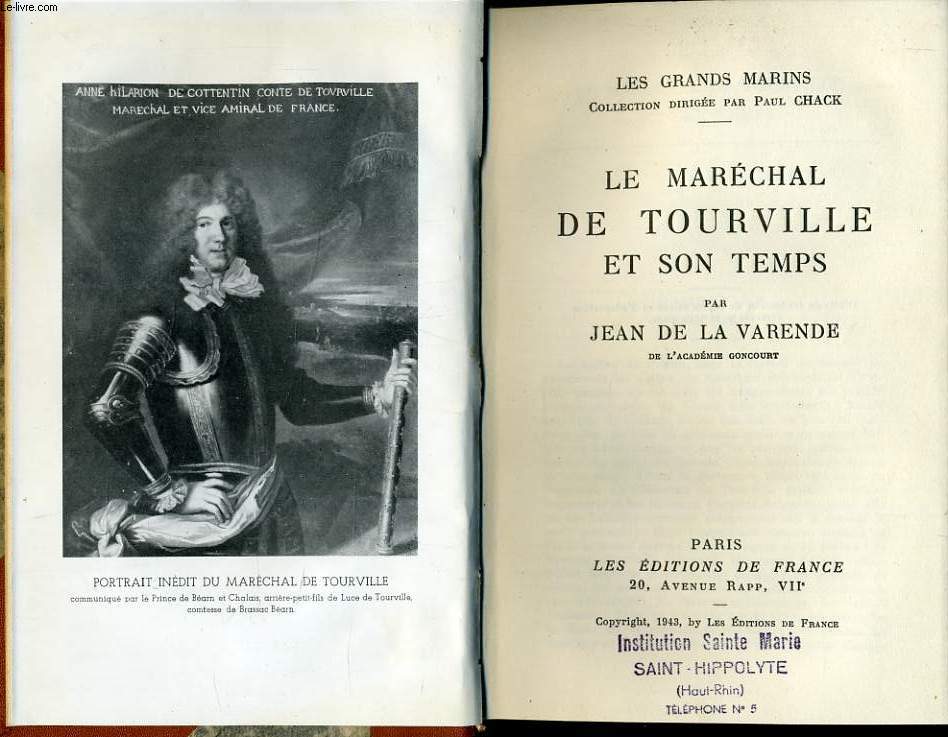 Le-livre.com
ANNE hILARION DE COTTENTIN CONTE DE TOVRVILLE
MARECHAL ET VICE AMIRAL DE FRANCE.
PORTRAIT INÉDIT DU MARÉCHAL DE TOURVILLE
communiqué par le Prince de Béarn et Chalais, arrière-petit-fils de Luce de Tourville,
comtesse de Brassac Béarn.
LES GRANDS MARINS
COLLECTION DIRIGÉE PAR PAUL CHACK
LE MARÉCHAL
DE TOURVILLE
ET SON TEMPS
PAR
JEAN DE LA VARENDE
DE L'ACADÉMIE GONCOURT
PARIS
LES ÉDITIONS DE FRANCE
20, AVENUE RAPP, VIIe
Copyright, 1943, by LES ÉDITIONS DE FRANCE
Institution Sainte Marie
SAINT-HIPPOLYTE
(Haut-Rhin)
TÉLÉPHONE N° 5